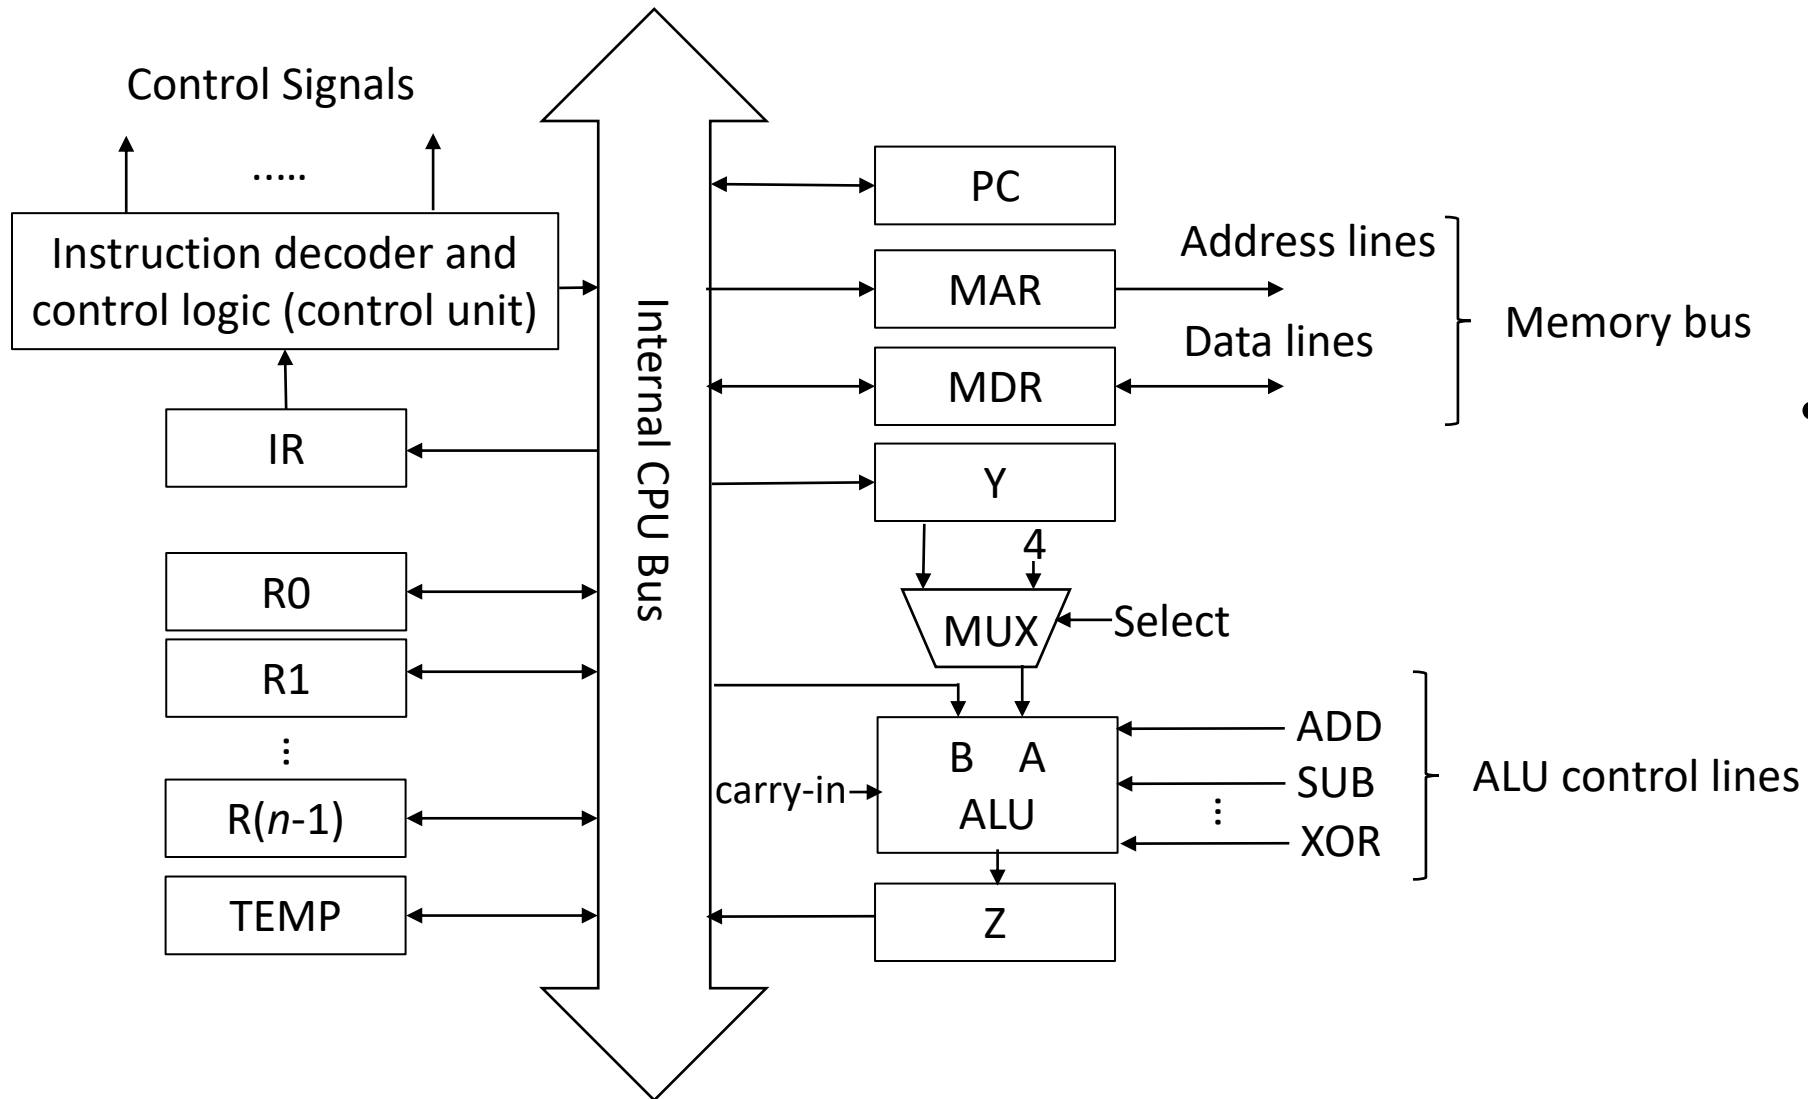 Control Signals
.....
Instruction decoder and
control logic (control unit)
IR
R0
R1
...
R(n-1)
TEMP
Internal CPU Bus
PC
MAR
MDR
Y
4
MUX
Select
B A
ALU
carry-in
Z
Address lines
Data lines
Memory bus
ADD
SUB
...
XOR
ALU control lines